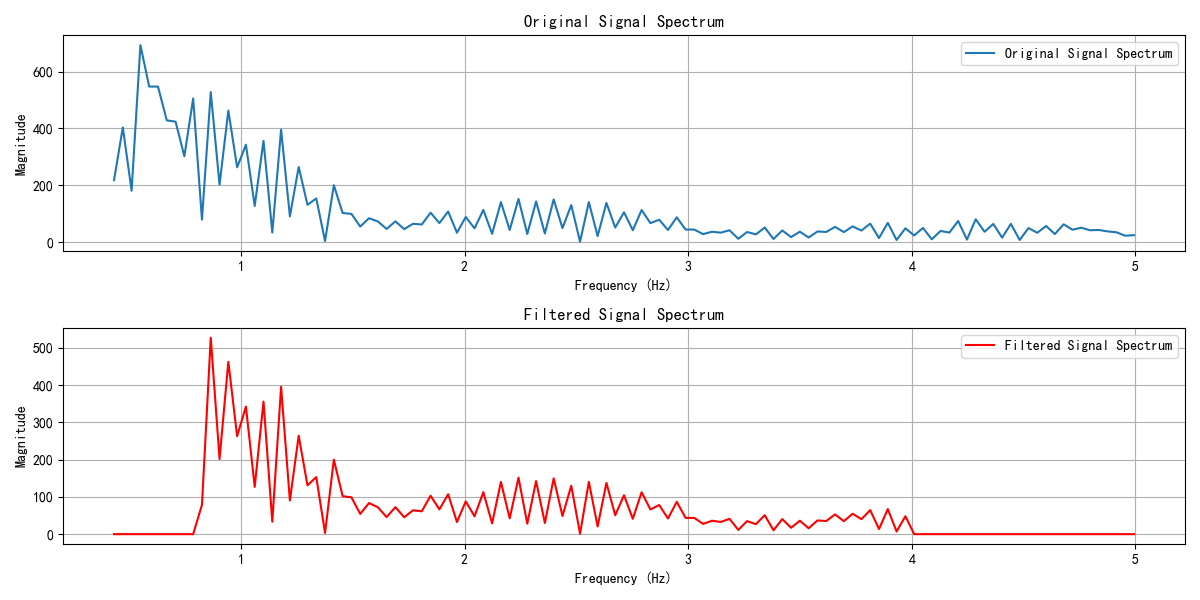 Original Signal Spectrum
Original Signal Spectrum
Magnitude
600
400
200
0
1 2 3 4 5
Frequency (Hz)
Filtered Signal Spectrum
Filtered Signal Spectrum
Magnitude
500
400
300
200
100
0
1 2 3 4 5
Frequency (Hz)